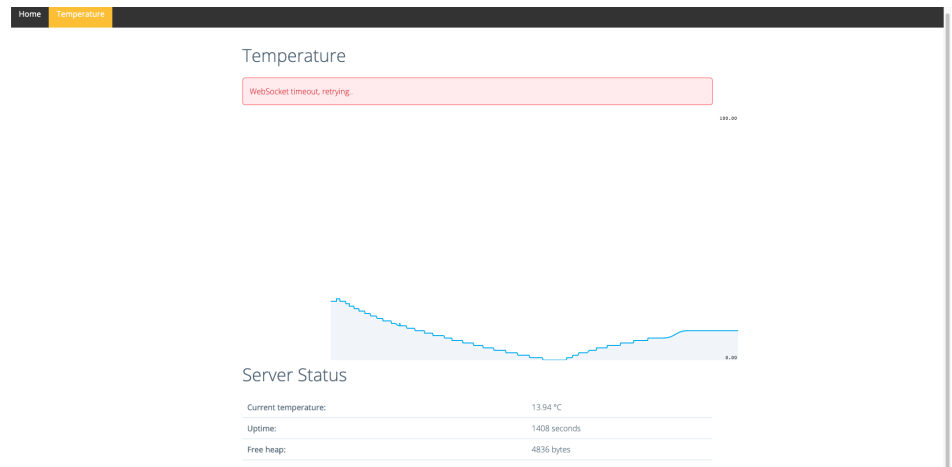 Home Temperature
Temperature
WebSocket timeout, retrying..
100.00
0.00
Server Status
Current temperature: 13.94 °C
Uptime: 1408 seconds
Free heap: 4836 bytes